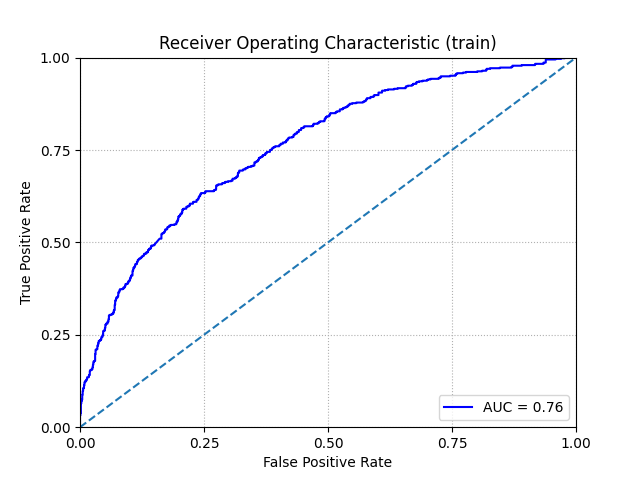 Receiver Operating Characteristic (train)
1.00
0.75
0.50
0.25
0.00
True Positive Rate
AUC = 0.76
0.00 0.25 0.50 0.75 1.00
False Positive Rate